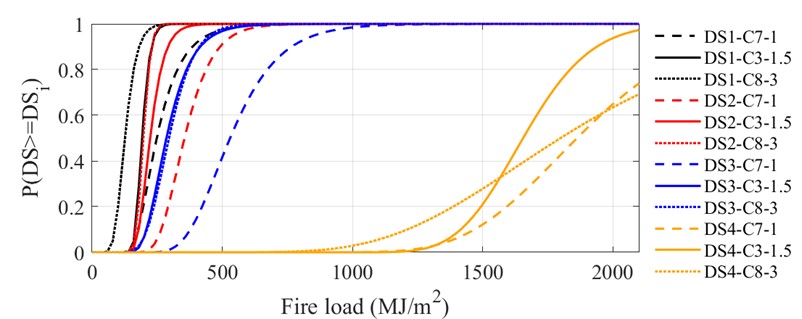 1
0.8
0.6
0.4
0.2
0
P(DS>=DSi)
0 500 1000 1500 2000
Fire load (MJ/m²)
DS1-C7-1
DS1-C3-1.5
DS1-C8-3
DS2-C7-1
DS2-C3-1.5
DS2-C8-3
DS3-C7-1
DS3-C3-1.5
DS3-C8-3
DS4-C7-1
DS4-C3-1.5
DS4-C8-3